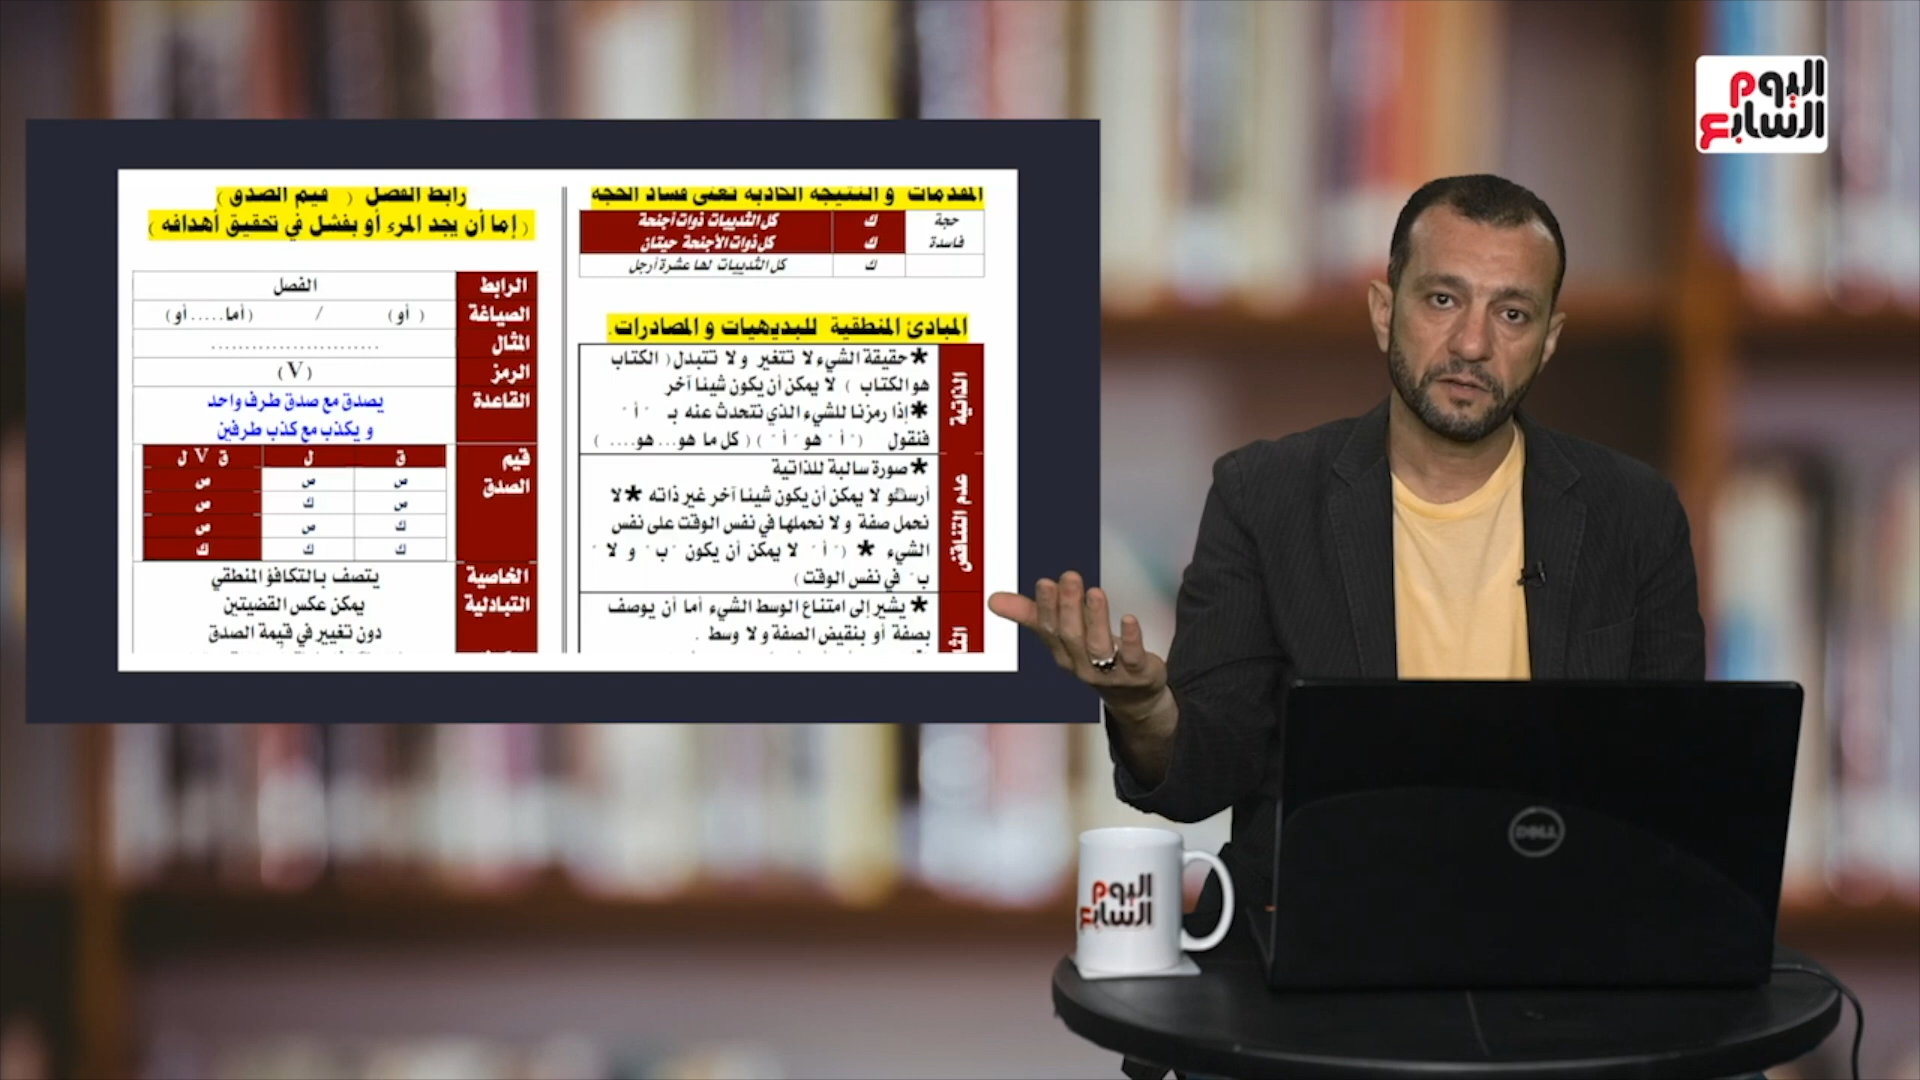 اليوم
السابع
المقدمات و النتيجة الكاذبة تعنى فساد الحجة
حجة فاسدة
ك كل الثدييات ذوات أجنحة
ك كل ذوات الأجنحة حيتان
ك كل الثدييات لها عشرة أرجل
المبادئ المنطقية للبديهيات و المصادرات.
الذاتية
★حقيقة الشيء لا تتغير و لا تتبدل ( الكتاب
هو الكتاب ) لا يمكن أن يكون شيئا آخر
★إذا رمزنا للشيء الذي نتحدث عنه بـ " أ "
فنقول (" أ " هو " أ " ) ( كل ما هو... هو.... )
عدم التناقض
★صورة سالبة للذاتية
أرسطو لا يمكن أن يكون شيئا آخر غير ذاته ★لا
نحمل صفة و لا نحملها في نفس الوقت على نفس
الشيء ★ (" أ " لا يمكن أن يكون "ب" و لا "
ب" في نفس الوقت )
★ يشير إلى امتناع الوسط الشيء أما أن يوصف
بصفة أو بنقيض الصفة و لا وسط .
رابط الفصل ( قيم الصدق )
( إما أن يجد المرء أو يفشل في تحقيق أهدافه )
الرابط الفصل
الصياغة ( أو ) / (أما.....أو)
المثال ........................
الرمز (V)
القاعدة يصدق مع صدق طرف واحد
و يكذب مع كذب طرفين
قيم الصدق
ق ل ق V ل
ص ص ص
ص ك ص
ك ص ص
ك ك ك
الخاصية التبادلية
يتصف بالتكافؤ المنطقي
يمكن عكس القضيتين
دون تغيير في قيمة الصدق
DELL
اليوم
السابع